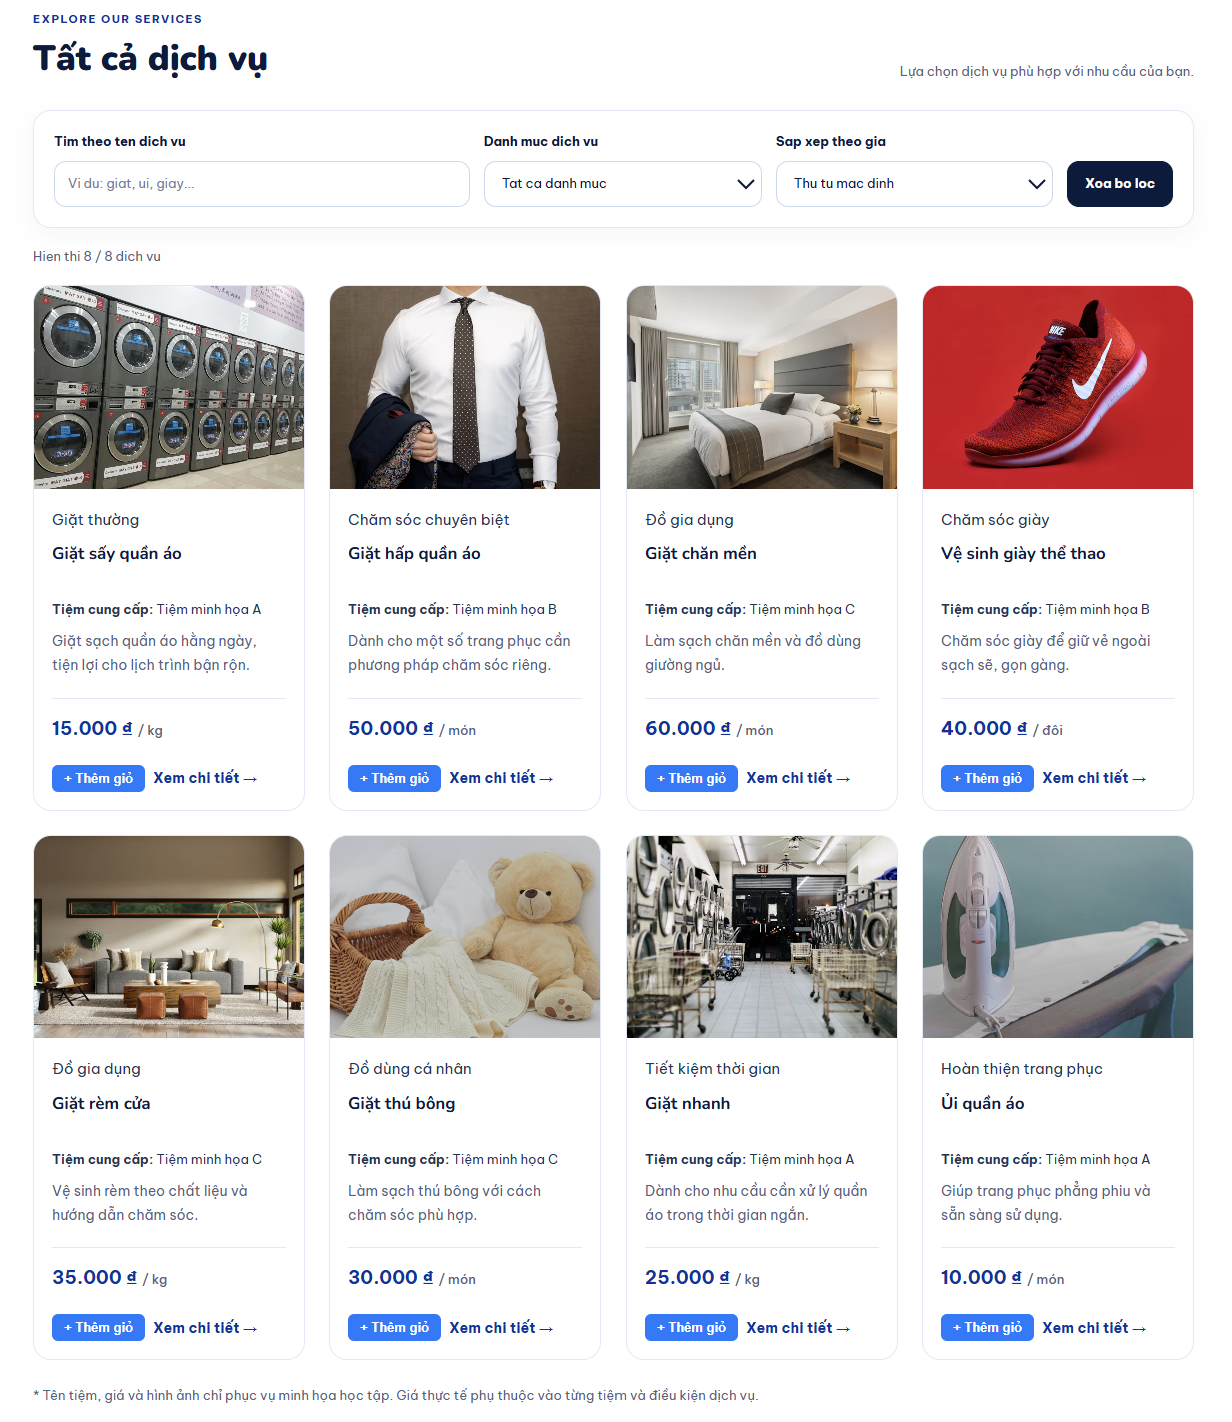 EXPLORE OUR SERVICES
Tất cả dịch vụ
Lựa chọn dịch vụ phù hợp với nhu cầu của bạn.
Tim theo ten dich vu
Danh muc dich vu
Sap xep theo gia
Vi du: giat, ui, giay...
Tat ca danh muc
Thu tu mac dinh
Xoa bo loc
Hien thi 8 / 8 dich vu
NIKE
Giặt thường
Giặt sấy quần áo
Tiệm cung cấp: Tiệm minh họa A
Giặt sạch quần áo hằng ngày,
tiện lợi cho lịch trình bận rộn.
15.000 ₫ / kg
+ Thêm giỏ
Xem chi tiết →
Chăm sóc chuyên biệt
Giặt hấp quần áo
Tiệm cung cấp: Tiệm minh họa B
Dành cho một số trang phục cần
phương pháp chăm sóc riêng.
50.000 ₫ / món
+ Thêm giỏ
Xem chi tiết →
Đồ gia dụng
Giặt chăn mền
Tiệm cung cấp: Tiệm minh họa C
Làm sạch chăn mền và đồ dùng
giường ngủ.
60.000 ₫ / món
+ Thêm giỏ
Xem chi tiết →
Chăm sóc giày
Vệ sinh giày thể thao
Tiệm cung cấp: Tiệm minh họa B
Chăm sóc giày để giữ vẻ ngoài
sạch sẽ, gọn gàng.
40.000 ₫ / đôi
+ Thêm giỏ
Xem chi tiết →
Đồ gia dụng
Giặt rèm cửa
Tiệm cung cấp: Tiệm minh họa C
Vệ sinh rèm theo chất liệu và
hướng dẫn chăm sóc.
35.000 ₫ / kg
+ Thêm giỏ
Xem chi tiết →
Đồ dùng cá nhân
Giặt thú bông
Tiệm cung cấp: Tiệm minh họa C
Làm sạch thú bông với cách
chăm sóc phù hợp.
30.000 ₫ / món
+ Thêm giỏ
Xem chi tiết →
Tiết kiệm thời gian
Giặt nhanh
Tiệm cung cấp: Tiệm minh họa A
Dành cho nhu cầu cần xử lý quần
áo trong thời gian ngắn.
25.000 ₫ / kg
+ Thêm giỏ
Xem chi tiết →
Hoàn thiện trang phục
Ủi quần áo
Tiệm cung cấp: Tiệm minh họa A
Giúp trang phục phẳng phiu và
sẵn sàng sử dụng.
10.000 ₫ / món
+ Thêm giỏ
Xem chi tiết →
* Tên tiệm, giá và hình ảnh chỉ phục vụ minh họa học tập. Giá thực tế phụ thuộc vào từng tiệm và điều kiện dịch vụ.